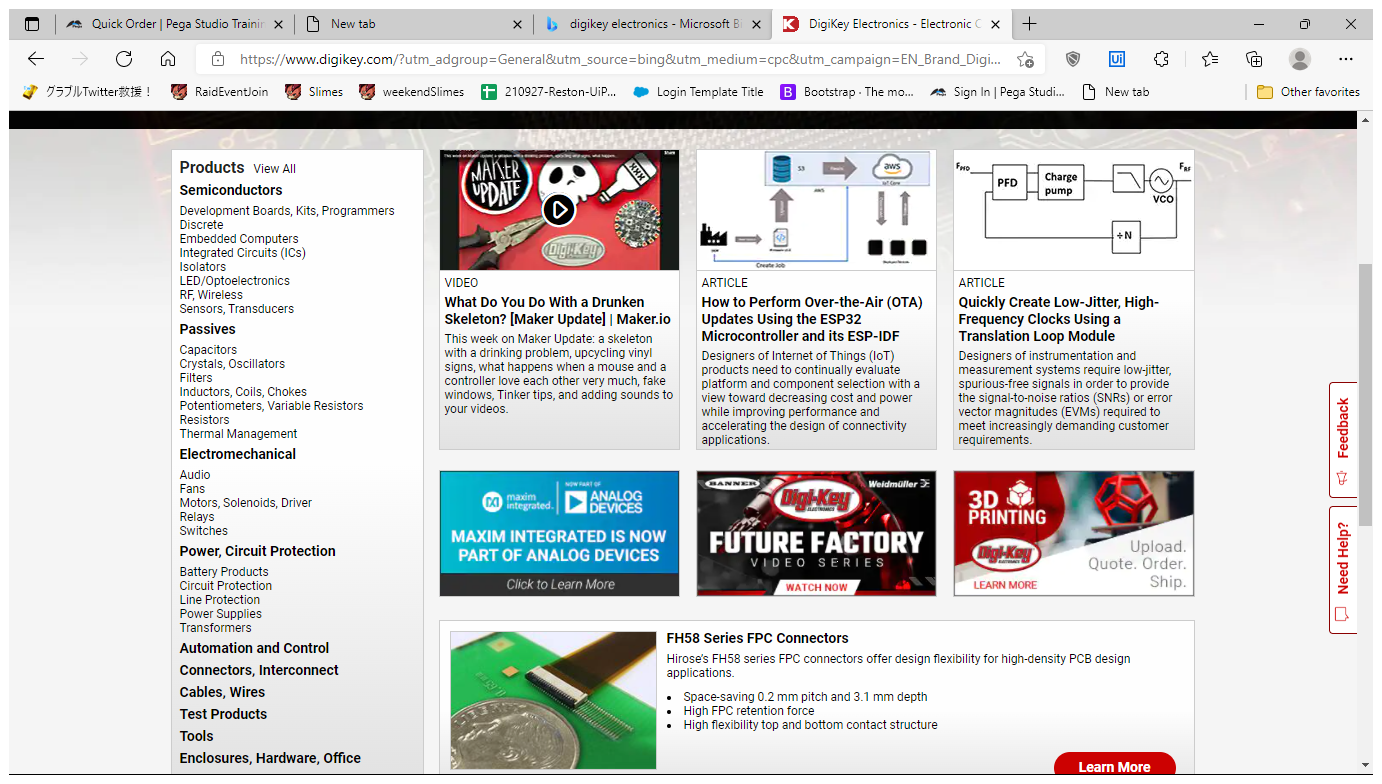 Quick Order | Pega Studio Trainin
New tab
digikey electronics - Microsoft B
DigiKey Electronics - Electronic C
https://www.digikey.com/?utm_adgroup=General&utm_source=bing&utm_medium=cpc&utm_campaign=EN_Brand_Digi...
グラブルTwitter救援！
RaidEventJoin
Slimes
weekendSlimes
210927-Reston-UiP...
Login Template Title
Bootstrap · The mo...
Sign In | Pega Studi...
New tab
Other favorites
Products View All
Semiconductors
Development Boards, Kits, Programmers
Discrete
Embedded Computers
Integrated Circuits (ICs)
Isolators
LED/Optoelectronics
RF, Wireless
Sensors, Transducers
Passives
Capacitors
Crystals, Oscillators
Filters
Inductors, Coils, Chokes
Potentiometers, Variable Resistors
Resistors
Thermal Management
Electromechanical
Audio
Fans
Motors, Solenoids, Driver
Relays
Switches
Power, Circuit Protection
Battery Products
Circuit Protection
Line Protection
Power Supplies
Transformers
Automation and Control
Connectors, Interconnect
Cables, Wires
Test Products
Tools
Enclosures, Hardware, Office
MAKER
UPDATE
XXX
Digi-Key
VIDEO
What Do You Do With a Drunken
Skeleton? [Maker Update] | Maker.io
This week on Maker Update: a skeleton
with a drinking problem, upcycling vinyl
signs, what happens when a mouse and a
controller love each other very much, fake
windows, Tinker tips, and adding sounds to
your videos.
S3
aws
IoT Core
AWS
Create Job
ARTICLE
How to Perform Over-the-Air (OTA)
Updates Using the ESP32
Microcontroller and its ESP-IDF
Designers of Internet of Things (IoT)
products need to continually evaluate
platform and component selection with a
view toward decreasing cost and power
while improving performance and
accelerating the design of connectivity
applications.
FPFD
PFD
Charge
pump
FRF
VCO
÷N
ARTICLE
Quickly Create Low-Jitter, High-
Frequency Clocks Using a
Translation Loop Module
Designers of instrumentation and
measurement systems require low-jitter,
spurious-free signals in order to provide
the signal-to-noise ratios (SNRs) or error
vector magnitudes (EVMs) required to
meet increasingly demanding customer
requirements.
maxim
integrated.
NOW PART OF
ANALOG
DEVICES
MAXIM INTEGRATED IS NOW
PART OF ANALOG DEVICES
Click to Learn More
BANNER
Digi-Key
ELECTRONICS
Weidmüller
FUTURE FACTORY
VIDEO SERIES
WATCH NOW
3D
PRINTING
Digi-Key
ELECTRONICS
LEARN MORE
Upload.
Quote. Order.
Ship.
FH58 Series FPC Connectors
Hirose's FH58 series FPC connectors offer design flexibility for high-density PCB design
applications.
• Space-saving 0.2 mm pitch and 3.1 mm depth
• High FPC retention force
• High flexibility top and bottom contact structure
Learn More
Feedback
Need Help?